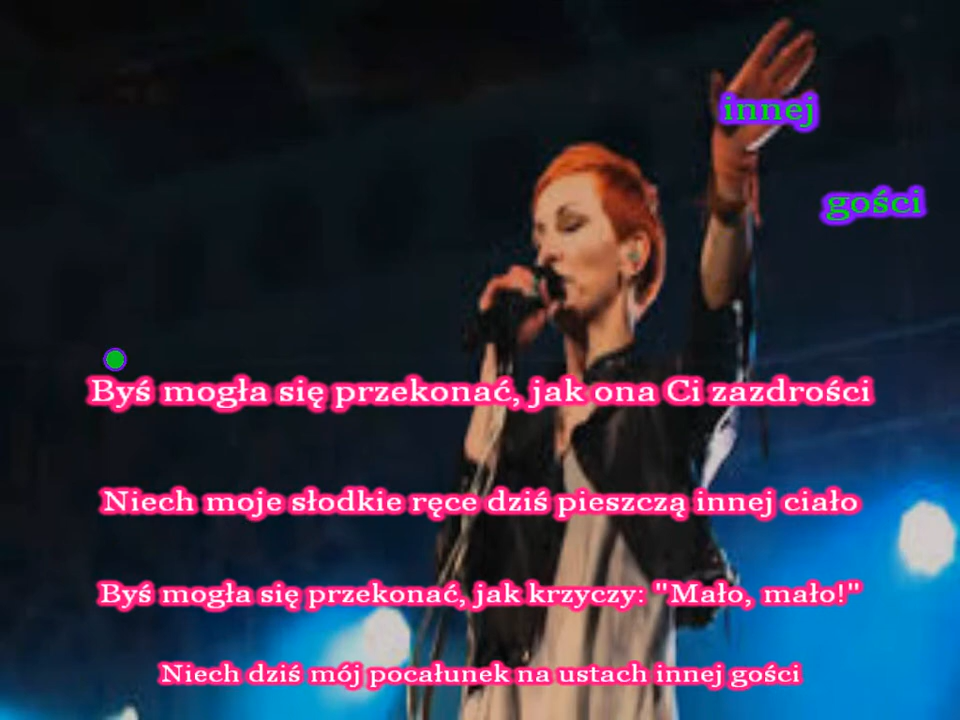 innej
gości
Byś mogła się przekonać, jak ona Ci zazdrości
Niech moje słodkie ręce dziś pieszczą innej ciało
Byś mogła się przekonać, jak krzyczy: "Mało, mało!"
Niech dziś mój pocałunek na ustach innej gości